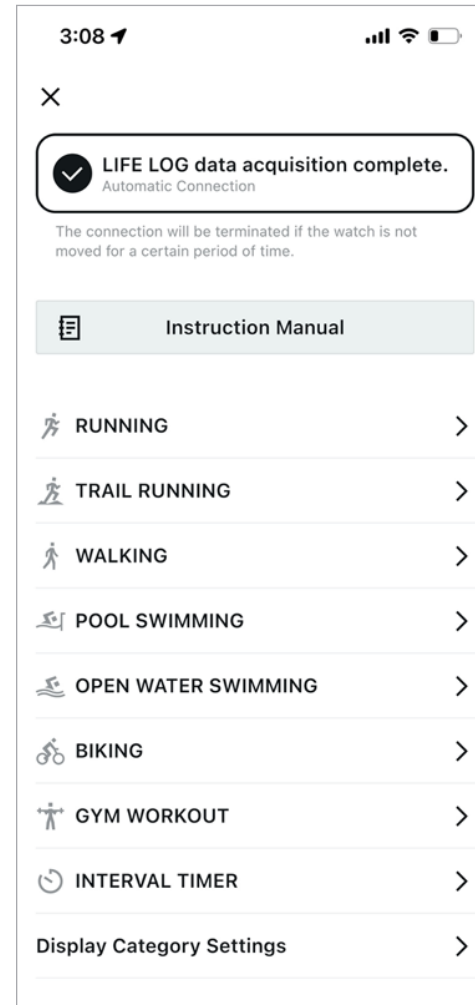 3:08
LIFE LOG data acquisition complete.
Automatic Connection
The connection will be terminated if the watch is not
moved for a certain period of time.
Instruction Manual
RUNNING
TRAIL RUNNING
WALKING
POOL SWIMMING
OPEN WATER SWIMMING
BIKING
GYM WORKOUT
INTERVAL TIMER
Display Category Settings